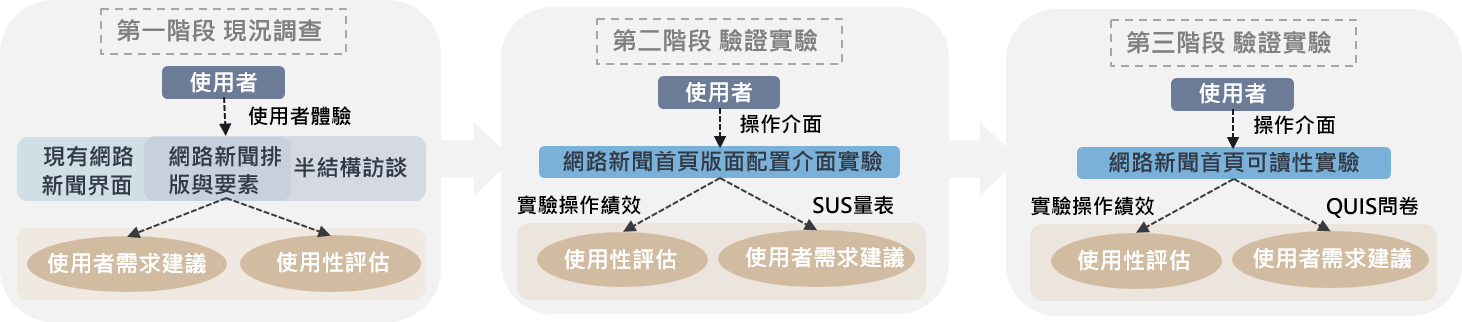 第一階段 現況調查
使用者
使用者體驗
現有網路
新聞界面
網路新聞排
版與要素
半結構訪談
使用者需求建議
使用性評估
第二階段 驗證實驗
使用者
操作介面
網路新聞首頁版面配置介面實驗
實驗操作績效
SUS量表
使用性評估
使用者需求建議
第三階段 驗證實驗
使用者
操作介面
網路新聞首頁可讀性實驗
實驗操作績效
QUIS問卷
使用性評估
使用者需求建議